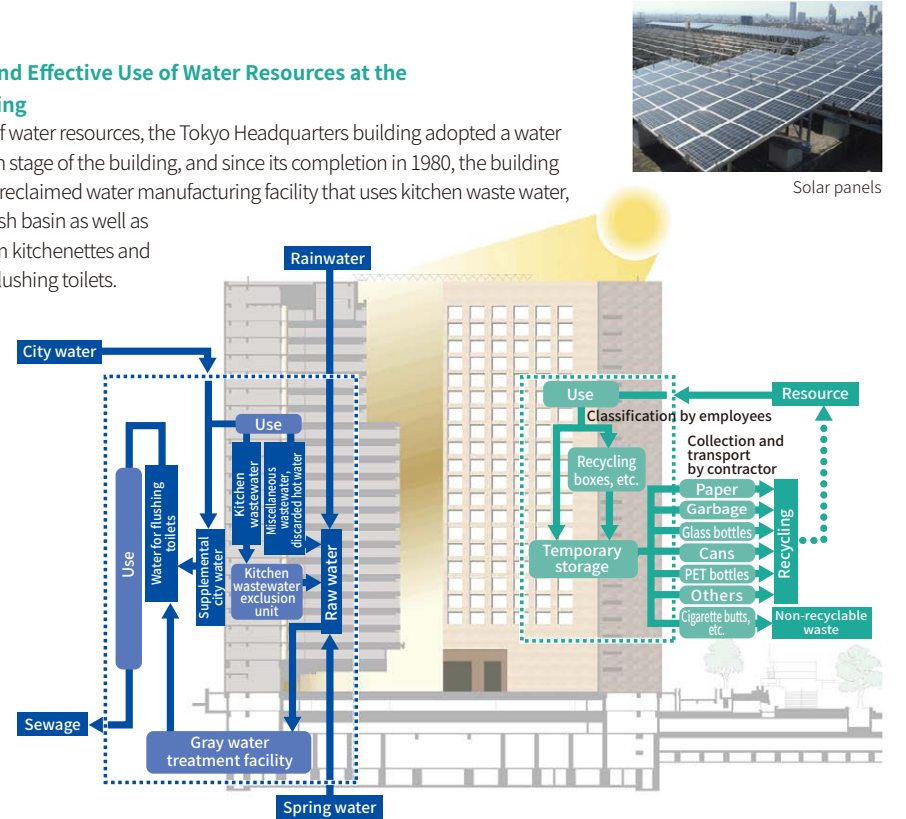 nd Effective Use of Water Resources at the
ing
f water resources, the Tokyo Headquarters building adopted a water
n stage of the building, and since its completion in 1980, the building
reclaimed water manufacturing facility that uses kitchen waste water,
sh basin as well as
n kitchenettes and
lushing toilets.
Solar panels
Rainwater
City water
Use
Kitchen
wastewater
Miscellaneous
wastewater,
discarded hot water
Use
Water for flushing
toilets
Supplemental
city water
Kitchen
wastewater
exclusion
unit
Raw water
Sewage
Gray water
treatment facility
Spring water
Use
Resource
Classification by employees
Collection and
transport
by contractor
Recycling
boxes, etc.
Temporary
storage
Paper
Garbage
Glass bottles
Cans
PET bottles
Others
Cigarette butts,
etc.
Recycling
Non-recyclable
waste